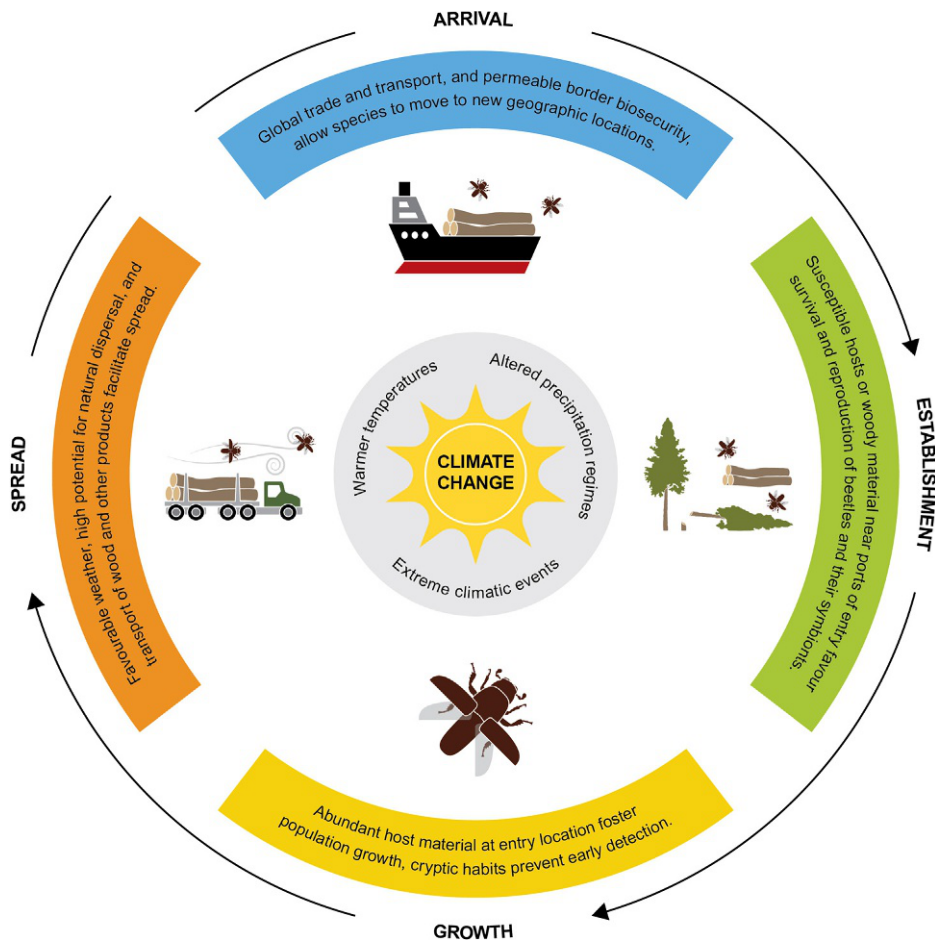 ARRIVAL
Global trade and transport, and permeable border biosecurity,
allow species to move to new geographic locations.
ESTABLISHMENT
Susceptible hosts or woody material near ports of entry favour
survival and reproduction of beetles and their symbionts.
GROWTH
Abundant host material at entry location foster
population growth, cryptic habits prevent early detection.
SPREAD
Favourable weather, high potential for natural dispersal, and
transport of wood and other products facilitate spread.
Warmer temperatures
Altered precipitation regimes
CLIMATE
CHANGE
Extreme climatic events